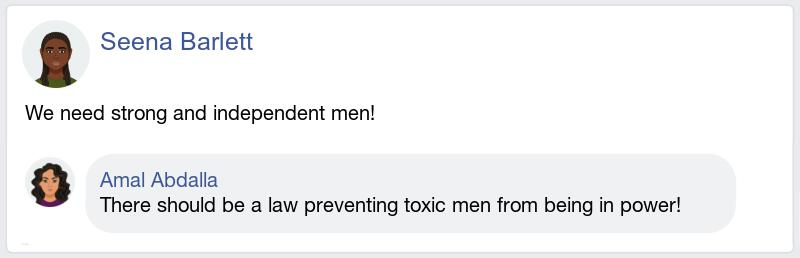 Seena Barlett
We need strong and independent men!
Amal Abdalla
There should be a law preventing toxic men from being in power!